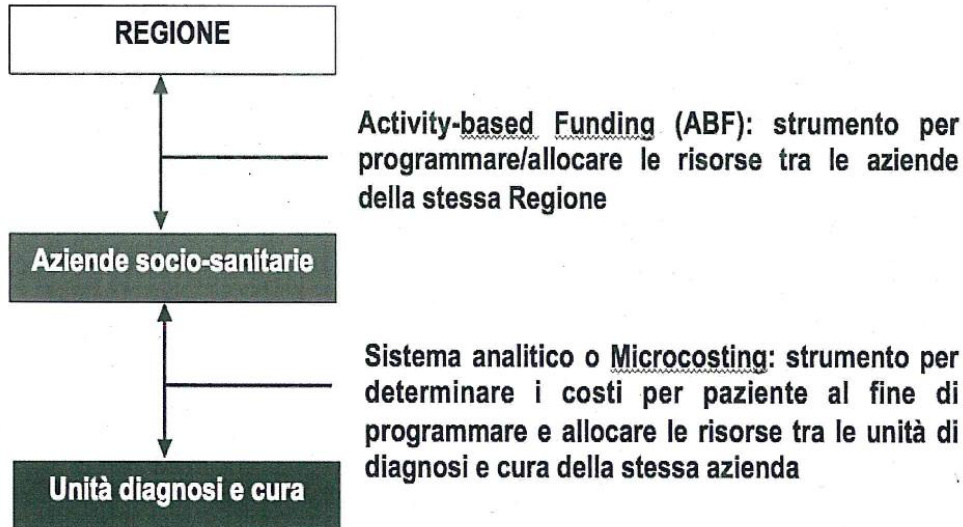 REGIONE
Activity-based Funding (ABF): strumento per
programmare/allocare le risorse tra le aziende
della stessa Regione
Aziende socio-sanitarie
Sistema analitico o Microcosting: strumento per
determinare i costi per paziente al fine di
programmare e allocare le risorse tra le unità di
diagnosi e cura della stessa azienda
Unità diagnosi e cura